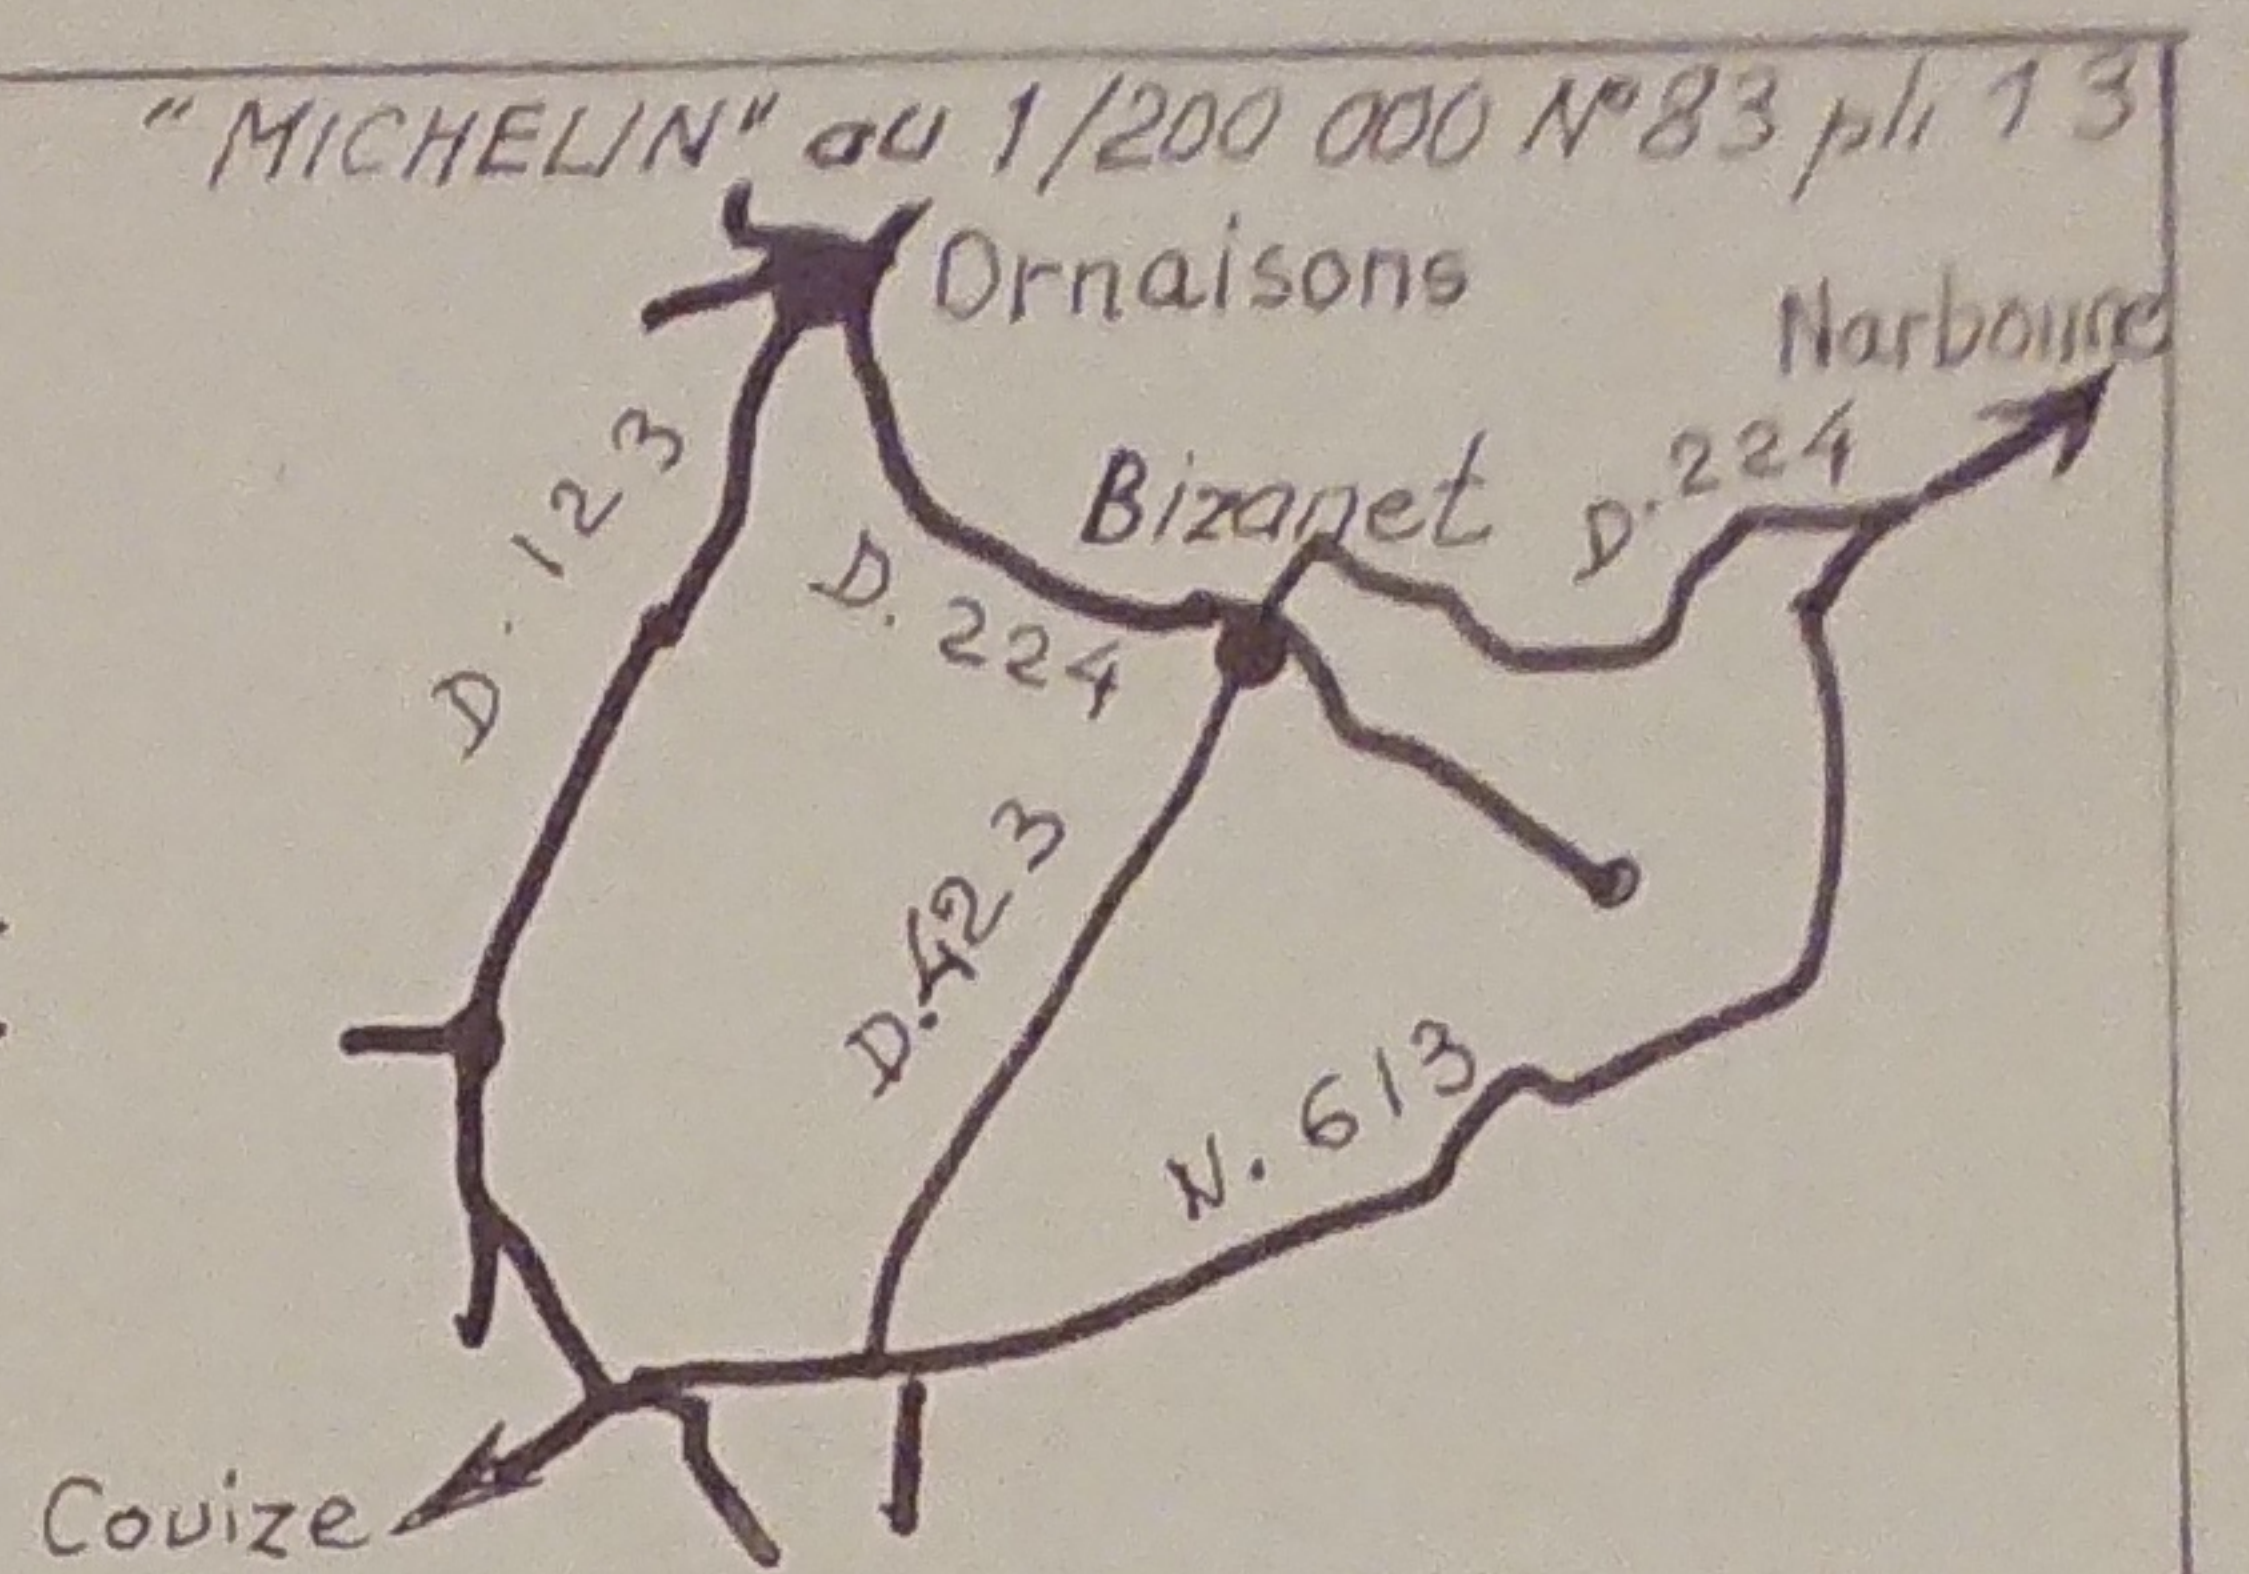 "MICHELIN" au 1/200 000 N° 83 pli 13
Ornaisons
Narbonne
D.123
Bizanet
D.224
D.224
D.423
N.613
Couize